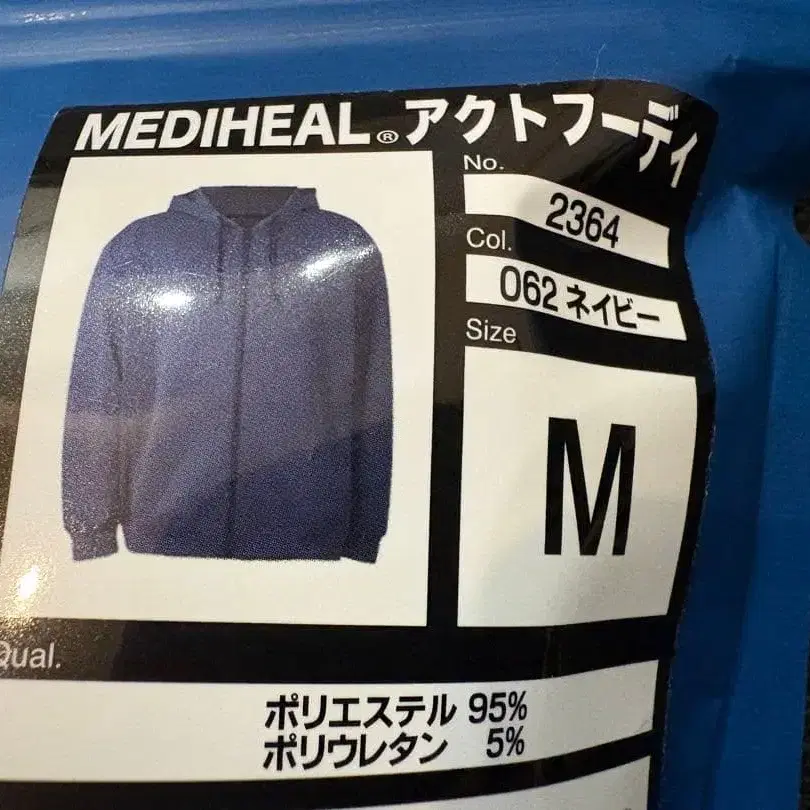 MEDIHEAL® アクトフーディ
No.
2364
Col.
062 ネイビー
Size
M
Qual.
ポリエステル 95%
ポリウレタン 5%